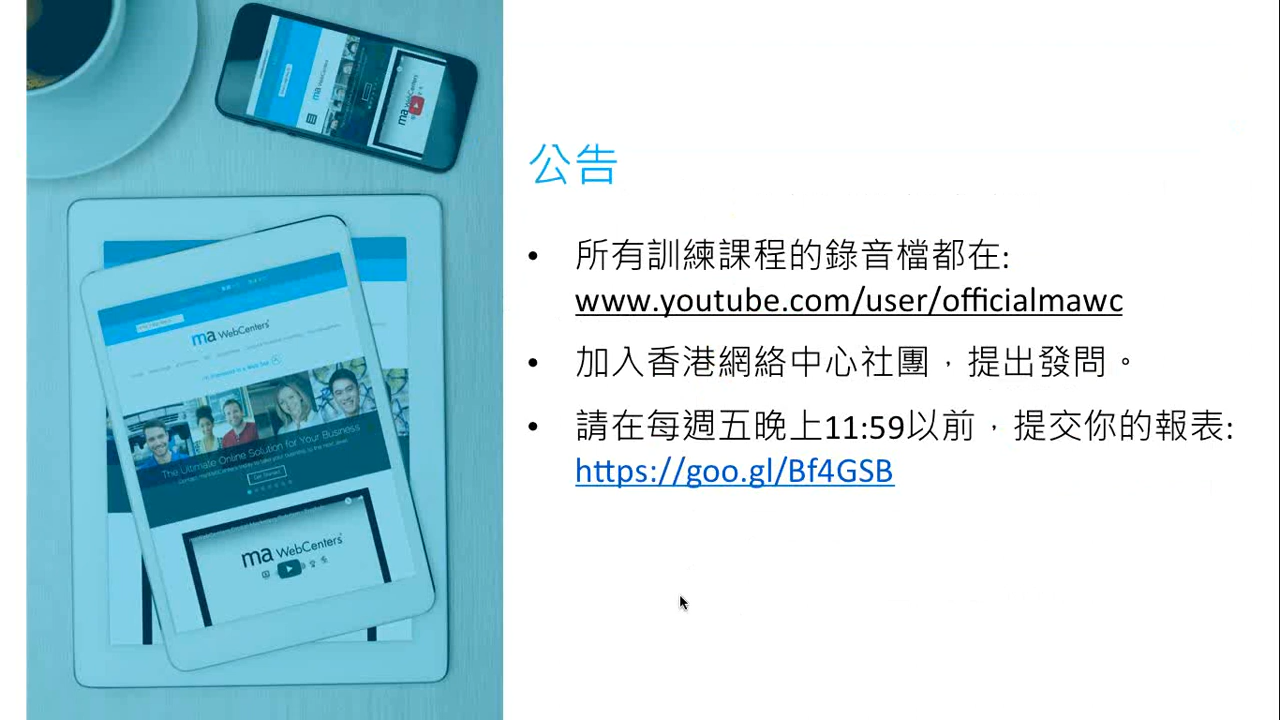 公告
• 所有訓練課程的錄音檔都在:
www.youtube.com/user/officialmawc
• 加入香港網絡中心社團，提出發問。
• 請在每週五晚上11:59以前，提交你的報表:
https://goo.gl/Bf4GSB
ma WebCenters
The Ultimate Online Solution for Your Business
Get Started
ma WebCenters